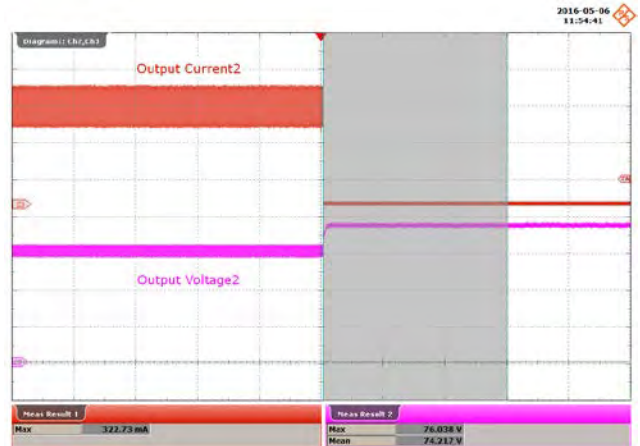 2016-05-06
11:54:41
Diagram1: Ch2,Ch3
Output Current2
Output Voltage2
Meas Result 1
Max 322.73 mA
Meas Result 2
Max 76.038 V
Mean 74.217 V